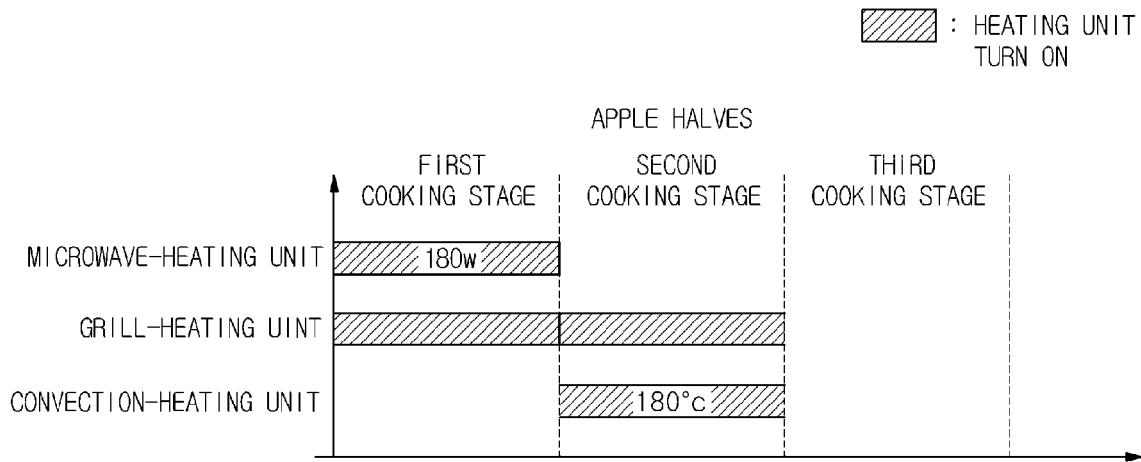 : HEATING UNIT
TURN ON
APPLE HALVES
FIRST
COOKING STAGE
SECOND
COOKING STAGE
THIRD
COOKING STAGE
MICROWAVE-HEATING UNIT
180w
GRILL-HEATING UINT
CONVECTION-HEATING UNIT
180°c